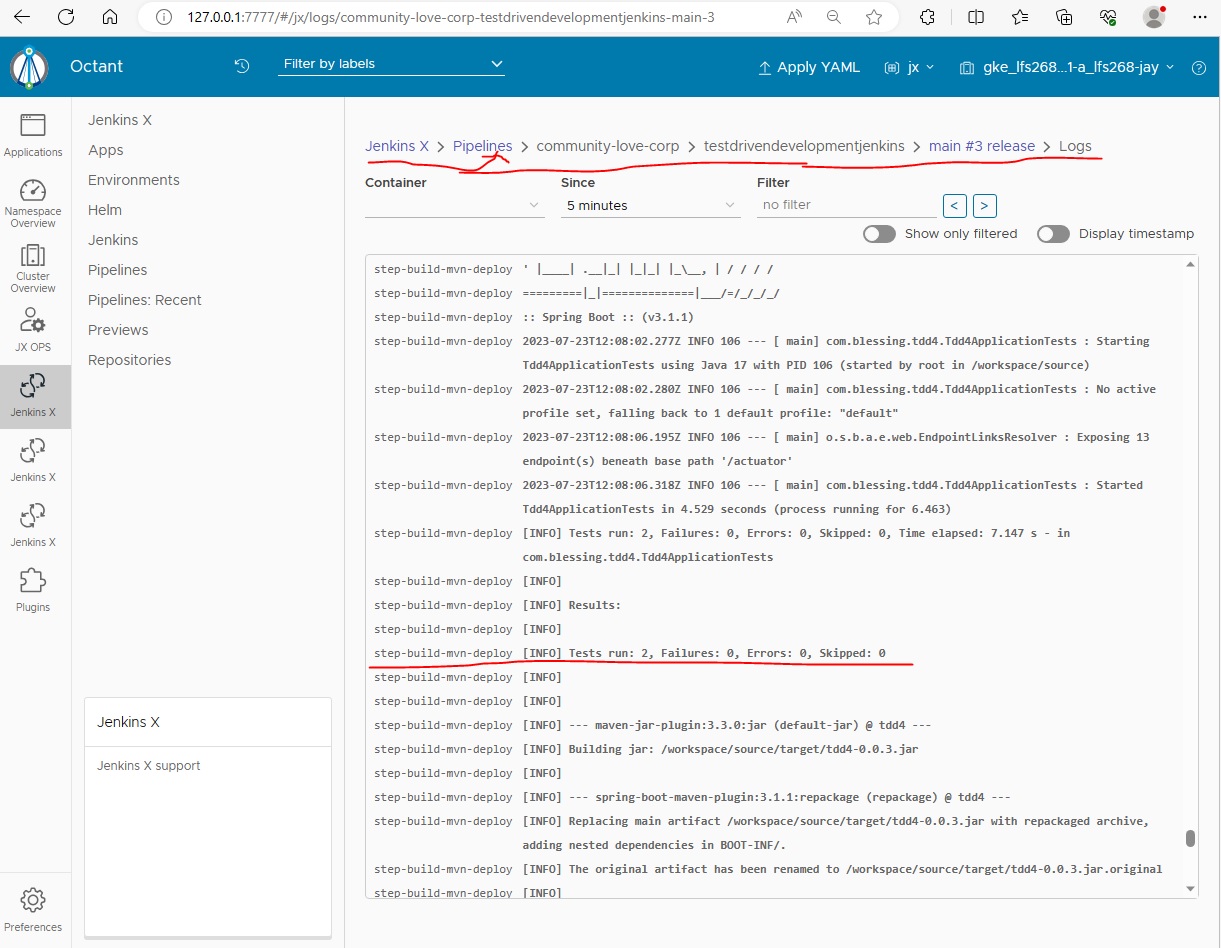 127.0.0.1:7777/#/jx/logs/community-love-corp-testdrivendevelopmentjenkins-main-3
Octant
Filter by labels
Apply YAML
jx
gke_lfs268...1-a_lfs268-jay
Applications
Namespace
Overview
Cluster
Overview
JX OPS
Jenkins X
Jenkins X
Jenkins X
Plugins
Preferences
Jenkins X
Apps
Environments
Helm
Jenkins
Pipelines
Pipelines: Recent
Previews
Repositories
Jenkins X
Jenkins X support
Jenkins X > Pipelines > community-love-corp > testdrivendevelopmentjenkins > main #3 release > Logs
Container
Since
Filter
5 minutes
no filter
< >
Show only filtered
Display timestamp
step-build-mvn-deploy ' |____| .__|_| |_|_| |_\__, | / / / /
step-build-mvn-deploy =========|_|==============|___/=/_/_/_/
step-build-mvn-deploy :: Spring Boot :: (v3.1.1)
step-build-mvn-deploy 2023-07-23T12:08:02.277Z INFO 106 --- [ main] com.blessing.tdd4.Tdd4ApplicationTests : Starting
Tdd4ApplicationTests using Java 17 with PID 106 (started by root in /workspace/source)
step-build-mvn-deploy 2023-07-23T12:08:02.280Z INFO 106 --- [ main] com.blessing.tdd4.Tdd4ApplicationTests : No active
profile set, falling back to 1 default profile: "default"
step-build-mvn-deploy 2023-07-23T12:08:06.195Z INFO 106 --- [ main] o.s.b.a.e.web.EndpointLinksResolver : Exposing 13
endpoint(s) beneath base path '/actuator'
step-build-mvn-deploy 2023-07-23T12:08:06.318Z INFO 106 --- [ main] com.blessing.tdd4.Tdd4ApplicationTests : Started
Tdd4ApplicationTests in 4.529 seconds (process running for 6.463)
step-build-mvn-deploy [INFO] Tests run: 2, Failures: 0, Errors: 0, Skipped: 0, Time elapsed: 7.147 s - in
com.blessing.tdd4.Tdd4ApplicationTests
step-build-mvn-deploy [INFO]
step-build-mvn-deploy [INFO] Results:
step-build-mvn-deploy [INFO]
step-build-mvn-deploy [INFO] Tests run: 2, Failures: 0, Errors: 0, Skipped: 0
step-build-mvn-deploy [INFO]
step-build-mvn-deploy [INFO]
step-build-mvn-deploy [INFO] --- maven-jar-plugin:3.3.0:jar (default-jar) @ tdd4 ---
step-build-mvn-deploy [INFO] Building jar: /workspace/source/target/tdd4-0.0.3.jar
step-build-mvn-deploy [INFO]
step-build-mvn-deploy [INFO] --- spring-boot-maven-plugin:3.1.1:repackage (repackage) @ tdd4 ---
step-build-mvn-deploy [INFO] Replacing main artifact /workspace/source/target/tdd4-0.0.3.jar with repackaged archive,
adding nested dependencies in BOOT-INF/.
step-build-mvn-deploy [INFO] The original artifact has been renamed to /workspace/source/target/tdd4-0.0.3.jar.original
step-build-mvn-deploy [INFO]